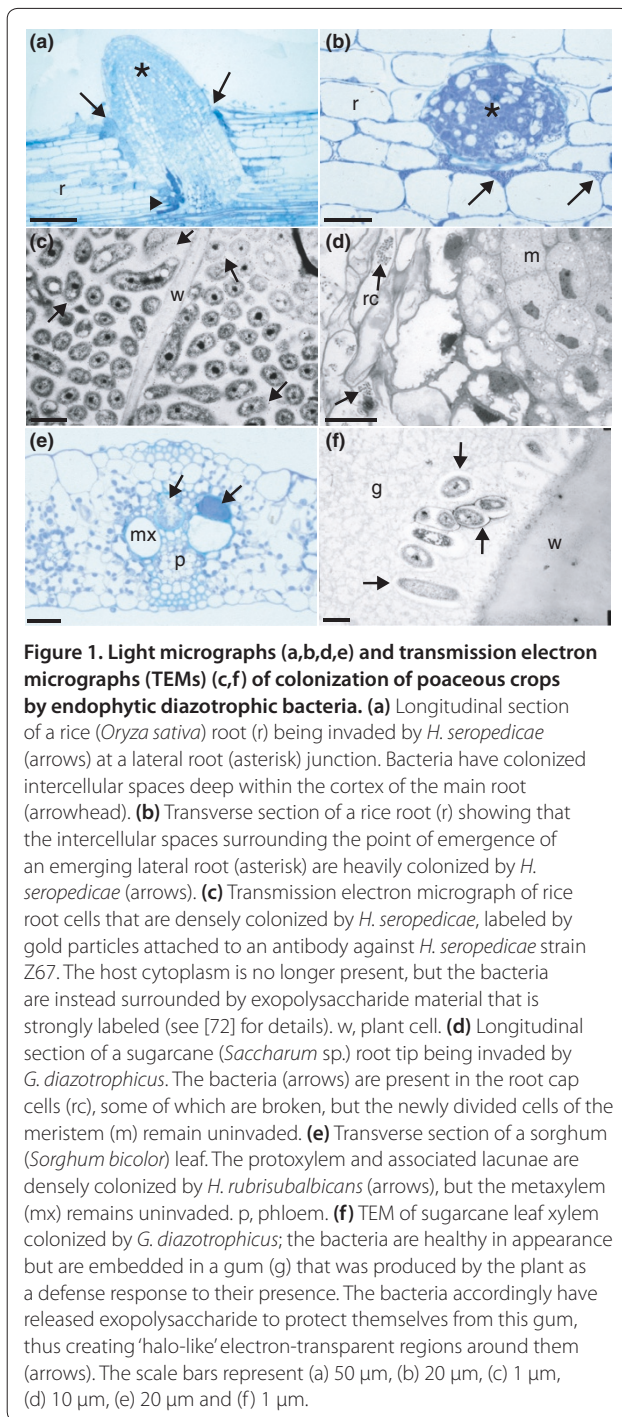 (a)
*
r
(b)
r
*
(c)
w
(d)
m
rc
(e)
mx
p
(f)
g
w
Figure 1. Light micrographs (a,b,d,e) and transmission electron
micrographs (TEMs) (c,f) of colonization of poaceous crops
by endophytic diazotrophic bacteria. (a) Longitudinal section
of a rice (Oryza sativa) root (r) being invaded by H. seropedicae
(arrows) at a lateral root (asterisk) junction. Bacteria have colonized
intercellular spaces deep within the cortex of the main root
(arrowhead). (b) Transverse section of a rice root (r) showing that
the intercellular spaces surrounding the point of emergence of
an emerging lateral root (asterisk) are heavily colonized by H.
seropedicae (arrows). (c) Transmission electron micrograph of rice
root cells that are densely colonized by H. seropedicae, labeled by
gold particles attached to an antibody against H. seropedicae strain
Z67. The host cytoplasm is no longer present, but the bacteria
are instead surrounded by exopolysaccharide material that is
strongly labeled (see [72] for details). w, plant cell. (d) Longitudinal
section of a sugarcane (Saccharum sp.) root tip being invaded by
G. diazotrophicus. The bacteria (arrows) are present in the root cap
cells (rc), some of which are broken, but the newly divided cells of the
meristem (m) remain uninvaded. (e) Transverse section of a sorghum
(Sorghum bicolor) leaf. The protoxylem and associated lacunae are
densely colonized by H. rubrisubalbicans (arrows), but the metaxylem
(mx) remains uninvaded. p, phloem. (f) TEM of sugarcane leaf xylem
colonized by G. diazotrophicus; the bacteria are healthy in appearance
but are embedded in a gum (g) that was produced by the plant as
a defense response to their presence. The bacteria accordingly have
released exopolysaccharide to protect themselves from this gum,
thus creating 'halo-like' electron-transparent regions around them
(arrows). The scale bars represent (a) 50 µm, (b) 20 µm, (c) 1 µm,
(d) 10 µm, (e) 20 µm and (f) 1 µm.